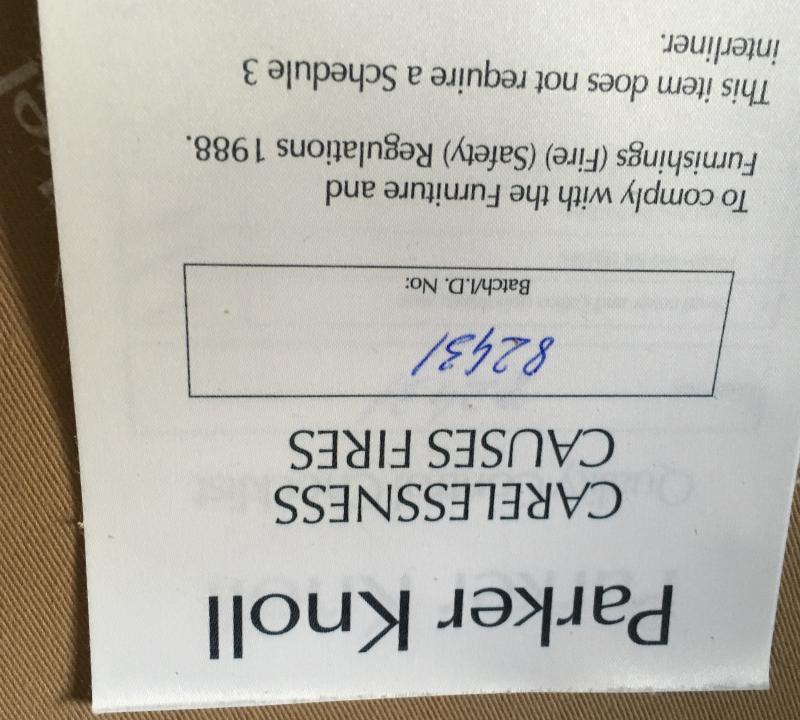 Parker Knoll
CARELESSNESS
CAUSES FIRES
82431
Batch/I.D. No:
To comply with the Furniture and
Furnishings (Fire) (Safety) Regulations 1988.
This item does not require a Schedule 3
interliner.